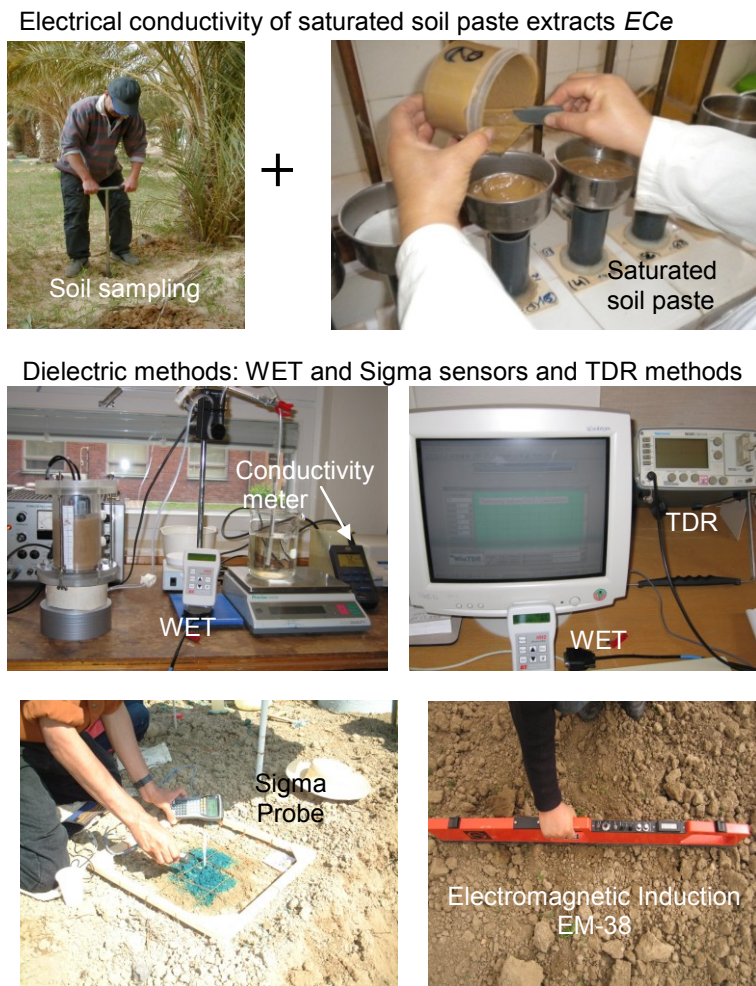 Electrical conductivity of saturated soil paste extracts ECe
+
Soil sampling
Saturated
soil paste
Dielectric methods: WET and Sigma sensors and TDR methods
Conductivity
meter
WET
TDR
WET
Sigma
Probe
Electromagnetic Induction
EM-38